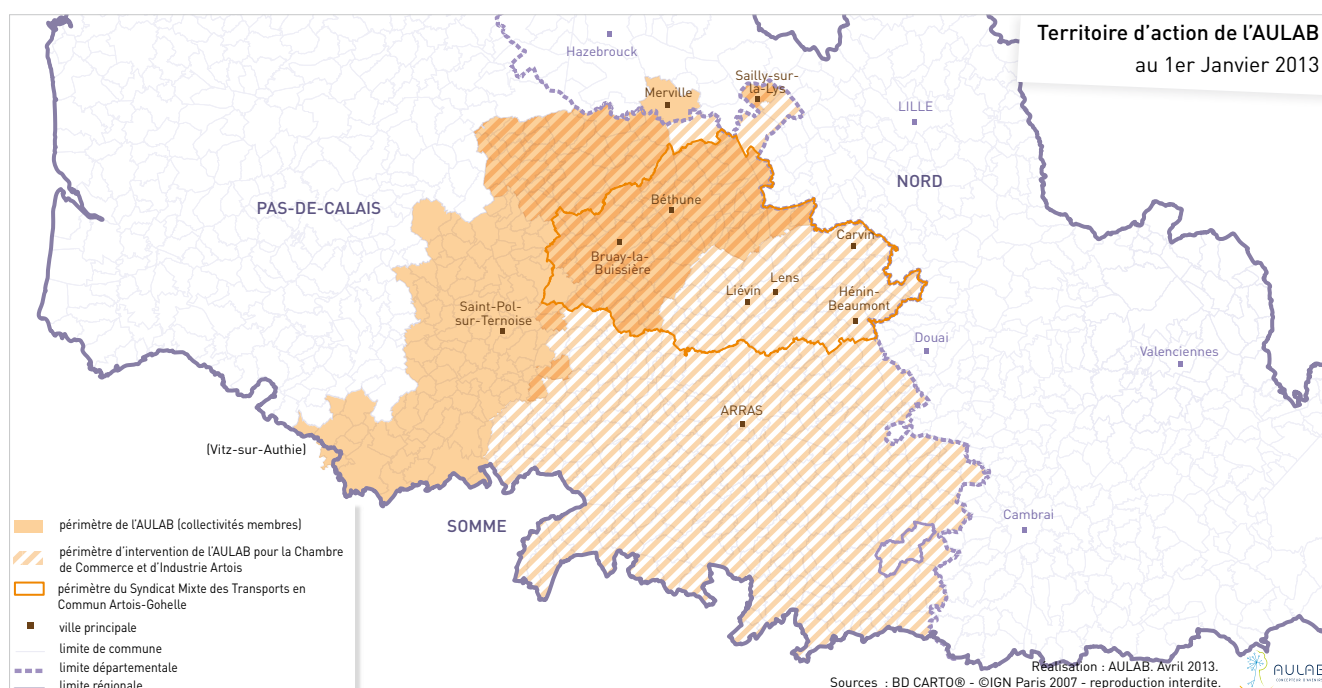 Territoire d'action de l'AULAB
au 1er Janvier 2013
Hazebrouck
Merville
Sailly-sur-
la-Lys
LILLE
NORD
PAS-DE-CALAIS
Béthune
Bruay-la-
Buissière
Carvin
Lens
Liévin
Hénin-
Beaumont
Saint-Pol-
sur-Ternoise
Douai
Valenciennes
ARRAS
(Vitz-sur-Authie)
SOMME
Cambrai
périmètre de l'AULAB (collectivités membres)
périmètre d'intervention de l'AULAB pour la Chambre
de Commerce et d'Industrie Artois
périmètre du Syndicat Mixte des Transports en
Commun Artois-Gohelle
ville principale
limite de commune
limite départementale
limite régionale
Réalisation : AULAB. Avril 2013.
Sources : BD CARTO® - ©IGN Paris 2007 - reproduction interdite.
AULAB
CONCEPTEUR D'AVENIRS